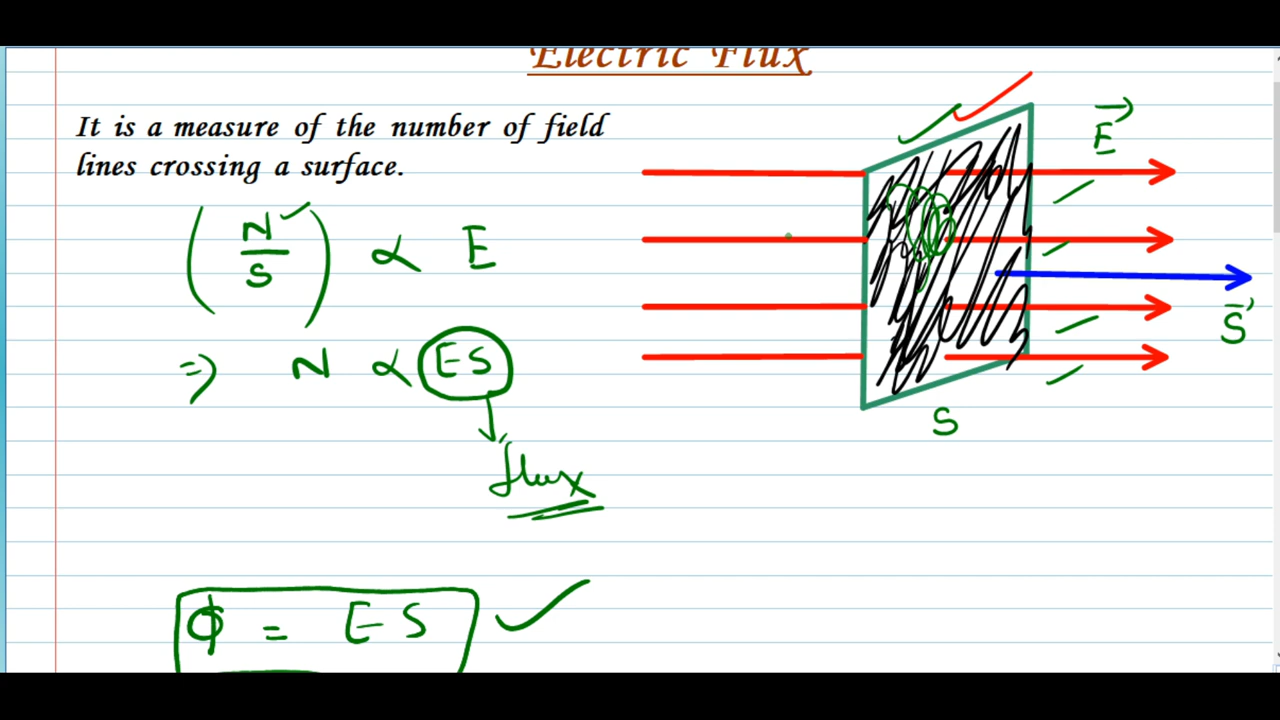 Electric Flux
It is a measure of the number of field
lines crossing a surface.
(N/S) ∝ E
⇒ N ∝ ES
flux
ϕ = ES
E⃗
S⃗
S